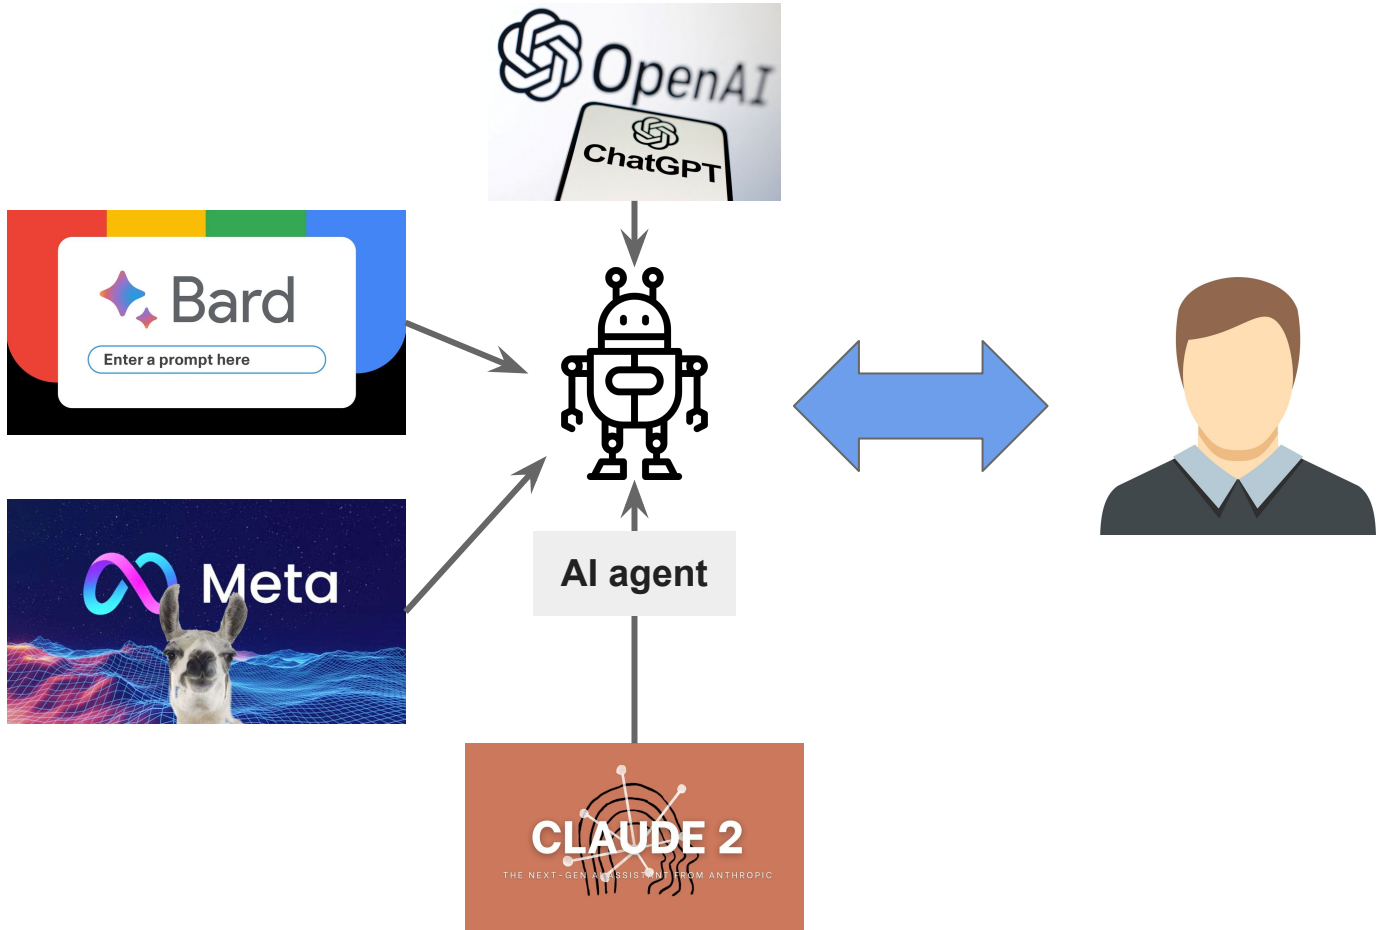 OpenAI
ChatGPT
Bard
Enter a prompt here
Meta
AI agent
CLAUDE 2
THE NEXT-GEN AI ASSISTANT FROM ANTHROPIC